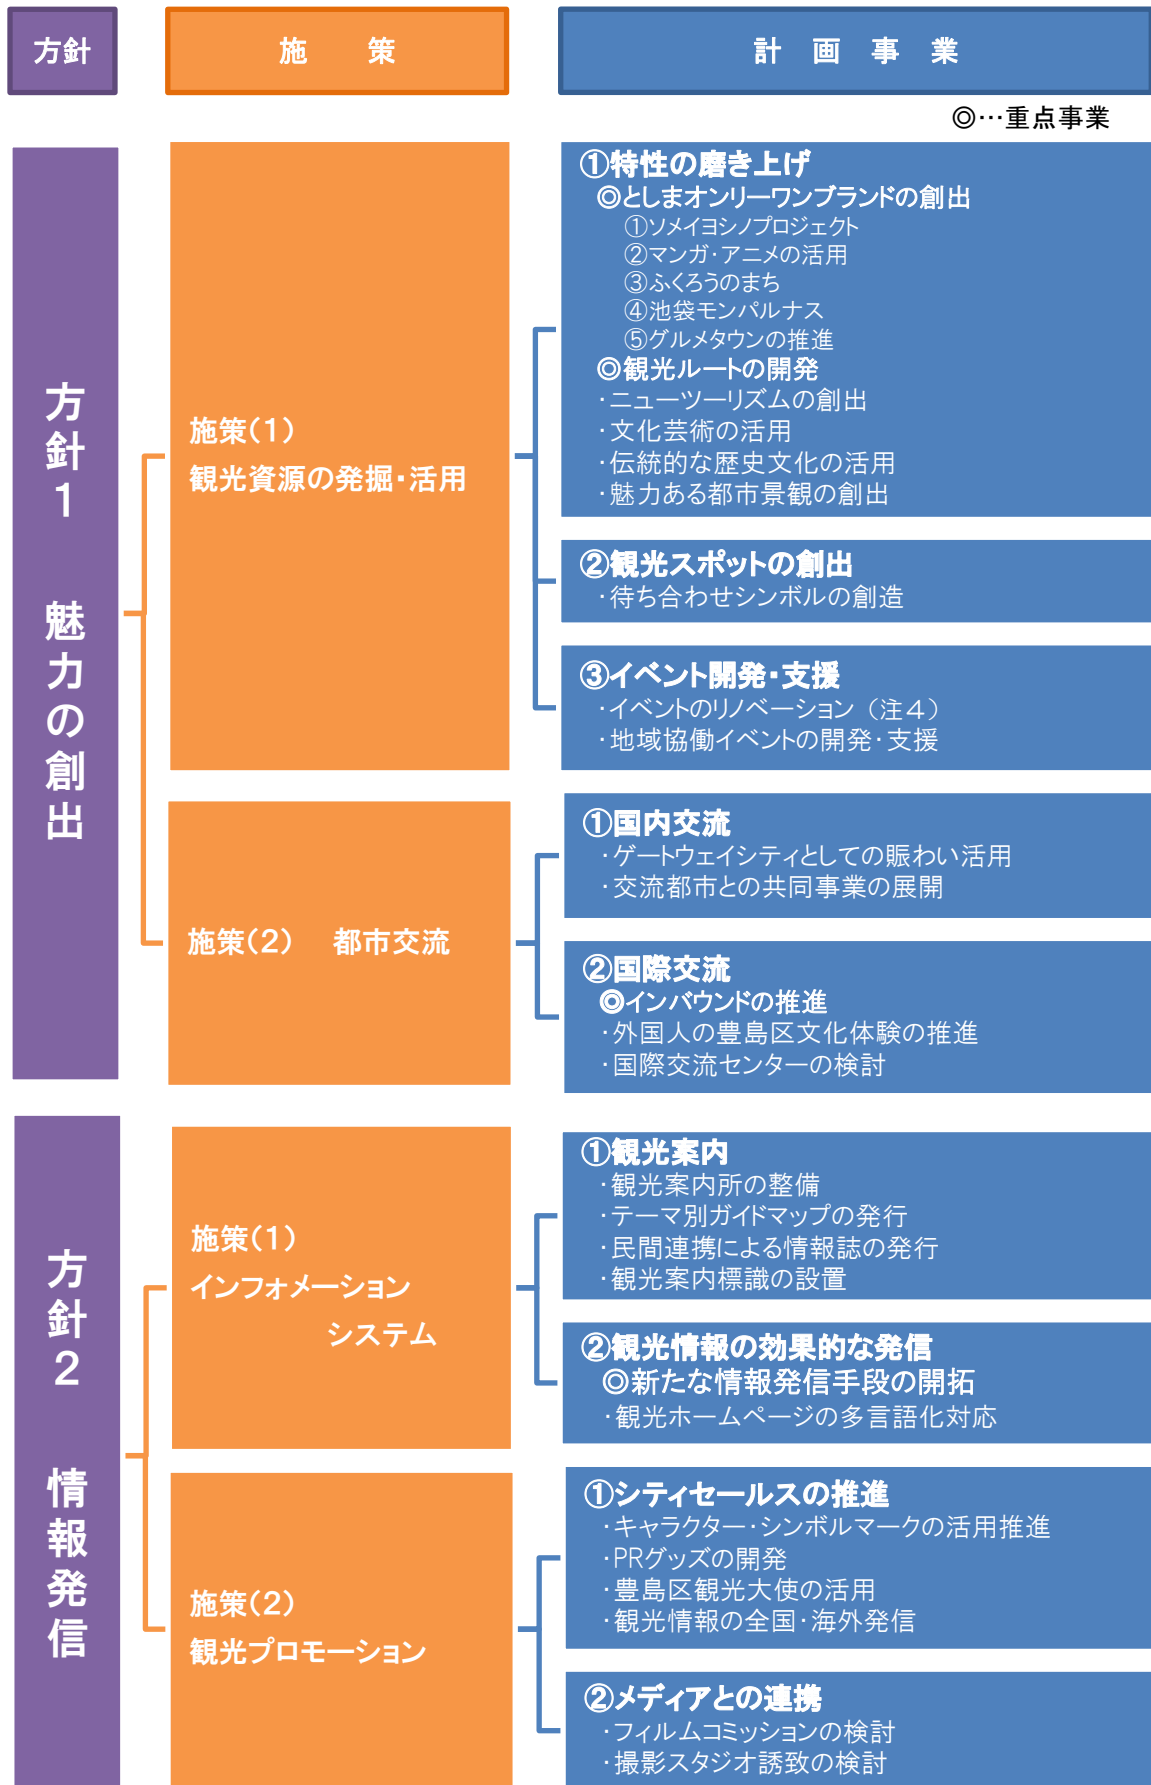 方針
施　　策
計　画　事　業
◎…重点事業
方針1　魅力の創出
施策(1)
観光資源の発掘・活用
①特性の磨き上げ
◎としまオンリーワンブランドの創出
①ソメイヨシノプロジェクト
②マンガ・アニメの活用
③ふくろうのまち
④池袋モンパルナス
⑤グルメタウンの推進
◎観光ルートの開発
・ニューツーリズムの創出
・文化芸術の活用
・伝統的な歴史文化の活用
・魅力ある都市景観の創出
②観光スポットの創出
・待ち合わせシンボルの創造
③イベント開発・支援
・イベントのリノベーション（注４）
・地域協働イベントの開発・支援
施策(2)　都市交流
①国内交流
・ゲートウェイシティとしての賑わい活用
・交流都市との共同事業の展開
②国際交流
◎インバウンドの推進
・外国人の豊島区文化体験の推進
・国際交流センターの検討
方針2　情報発信
施策(1)
インフォメーション
システム
①観光案内
・観光案内所の整備
・テーマ別ガイドマップの発行
・民間連携による情報誌の発行
・観光案内標識の設置
②観光情報の効果的な発信
◎新たな情報発信手段の開拓
・観光ホームページの多言語化対応
施策(2)
観光プロモーション
①シティセールスの推進
・キャラクター・シンボルマークの活用推進
・PRグッズの開発
・豊島区観光大使の活用
・観光情報の全国・海外発信
②メディアとの連携
・フィルムコミッションの検討
・撮影スタジオ誘致の検討